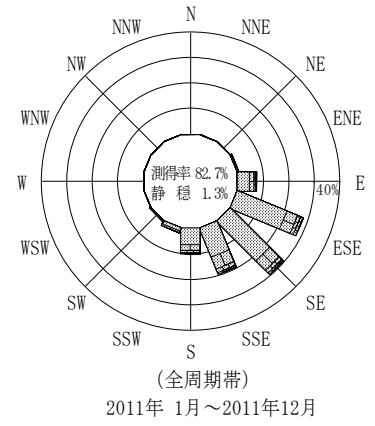 N
NNW NNE
NW NE
WNW ENE
測得率 82.7%
静 穏 1.3%
W 40% E
WSW ESE
SW SE
SSW SSE
S
(全周期帯)
2011年 1月～2011年12月